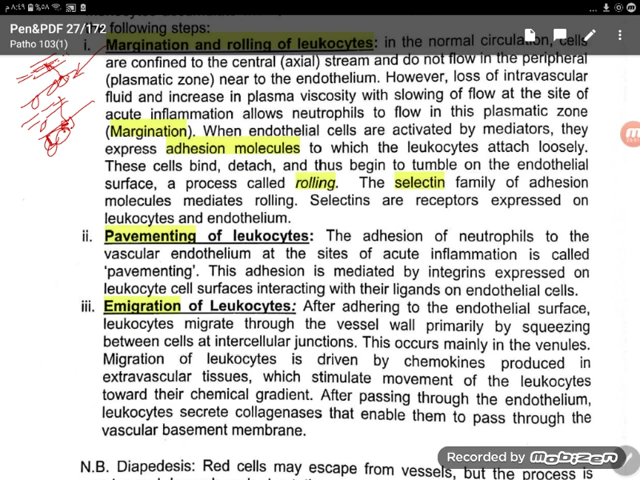 م ٨:٤٩ ٪٥٨
Pen&PDF 27/172
Patho 103(1)
the following steps:
i. Margination and rolling of leukocytes: in the normal circulation, cells
are confined to the central (axial) stream and do not flow in the peripheral
(plasmatic zone) near to the endothelium. However, loss of intravascular
fluid and increase in plasma viscosity with slowing of flow at the site of
acute inflammation allows neutrophils to flow in this plasmatic zone
(Margination). When endothelial cells are activated by mediators, they
express adhesion molecules to which the leukocytes attach loosely.
These cells bind, detach, and thus begin to tumble on the endothelial
surface, a process called rolling. The selectin family of adhesion
molecules mediates rolling. Selectins are receptors expressed on
leukocytes and endothelium.
ii. Pavementing of leukocytes: The adhesion of neutrophils to the
vascular endothelium at the sites of acute inflammation is called
'pavementing'. This adhesion is mediated by integrins expressed on
leukocyte cell surfaces interacting with their ligands on endothelial cells.
iii. Emigration of Leukocytes: After adhering to the endothelial surface,
leukocytes migrate through the vessel wall primarily by squeezing
between cells at intercellular junctions. This occurs mainly in the venules.
Migration of leukocytes is driven by chemokines produced in
extravascular tissues, which stimulate movement of the leukocytes
toward their chemical gradient. After passing through the endothelium,
leukocytes secrete collagenases that enable them to pass through the
vascular basement membrane.
Recorded by mobizen
N.B. Diapedesis: Red cells may escape from vessels, but the process is